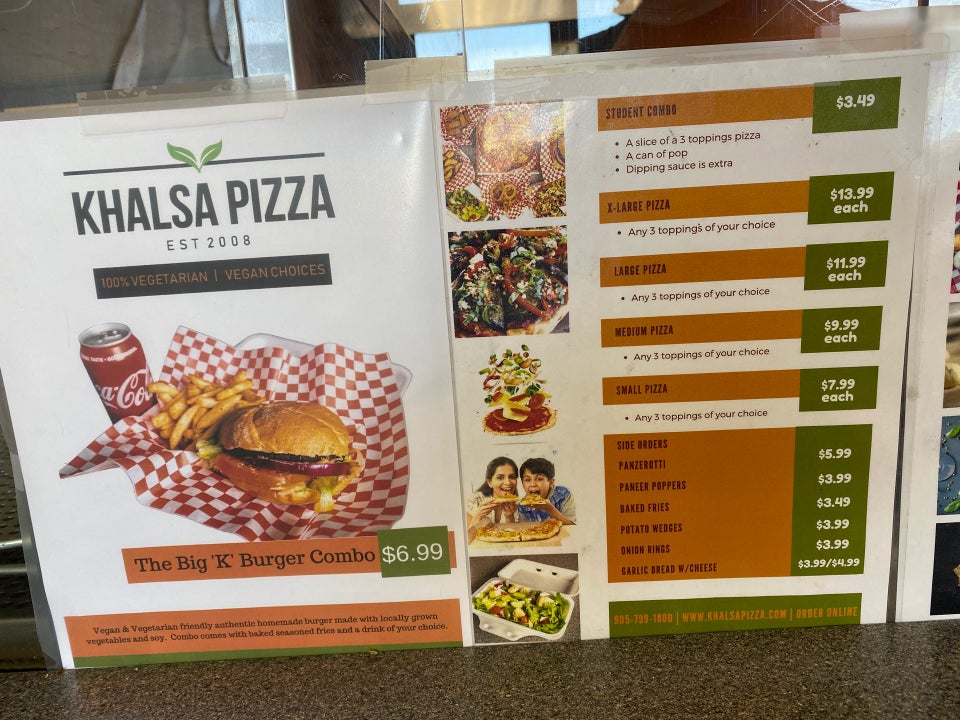 KHALSA PIZZA
EST 2008
100% VEGETARIAN | VEGAN CHOICES
The Big 'K' Burger Combo $6.99
Vegan & Vegetarian friendly authentic homemade burger made with locally grown
vegetables and soy. Combo comes with baked seasoned fries and a drink of your choice.
STUDENT COMBO $3.49
• A slice of a 3 toppings pizza
• A can of pop
• Dipping sauce is extra
X-LARGE PIZZA $13.99 each
• Any 3 toppings of your choice
LARGE PIZZA $11.99 each
• Any 3 toppings of your choice
MEDIUM PIZZA $9.99 each
• Any 3 toppings of your choice
SMALL PIZZA $7.99 each
• Any 3 toppings of your choice
SIDE ORDERS
PANZEROTTI $5.99
PANEER POPPERS $3.99
BAKED FRIES $3.49
POTATO WEDGES $3.99
ONION RINGS $3.99
GARLIC BREAD W/CHEESE $3.99/$4.99
905-799-1800 | WWW.KHALSAPIZZA.COM | ORDER ONLINE